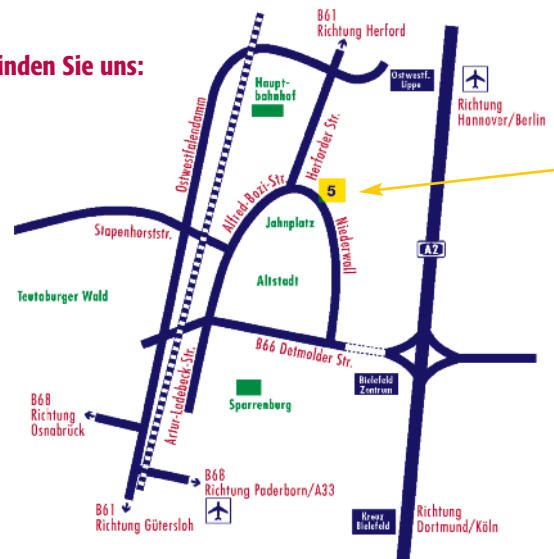 inden Sie uns:
B61
Richtung Herford
Haupt-
bahnhof
Ostwestf.
Lippe
Richtung
Hannover/Berlin
Ostwestfalendamm
Herforder Str.
Alfred-Bozi-Str.
5
Jahnplatz
Niederwall
Stapenhorststr.
A2
Altstadt
Teutoburger Wald
B66 Detmolder Str.
Bielefeld
Zentrum
Artur-Ladebeck-Str.
Sparrenburg
B68
Richtung
Osnabrück
B68
Richtung Paderborn/A33
B61
Richtung Gütersloh
Kreuz
Bielefeld
Richtung
Dortmund/Köln